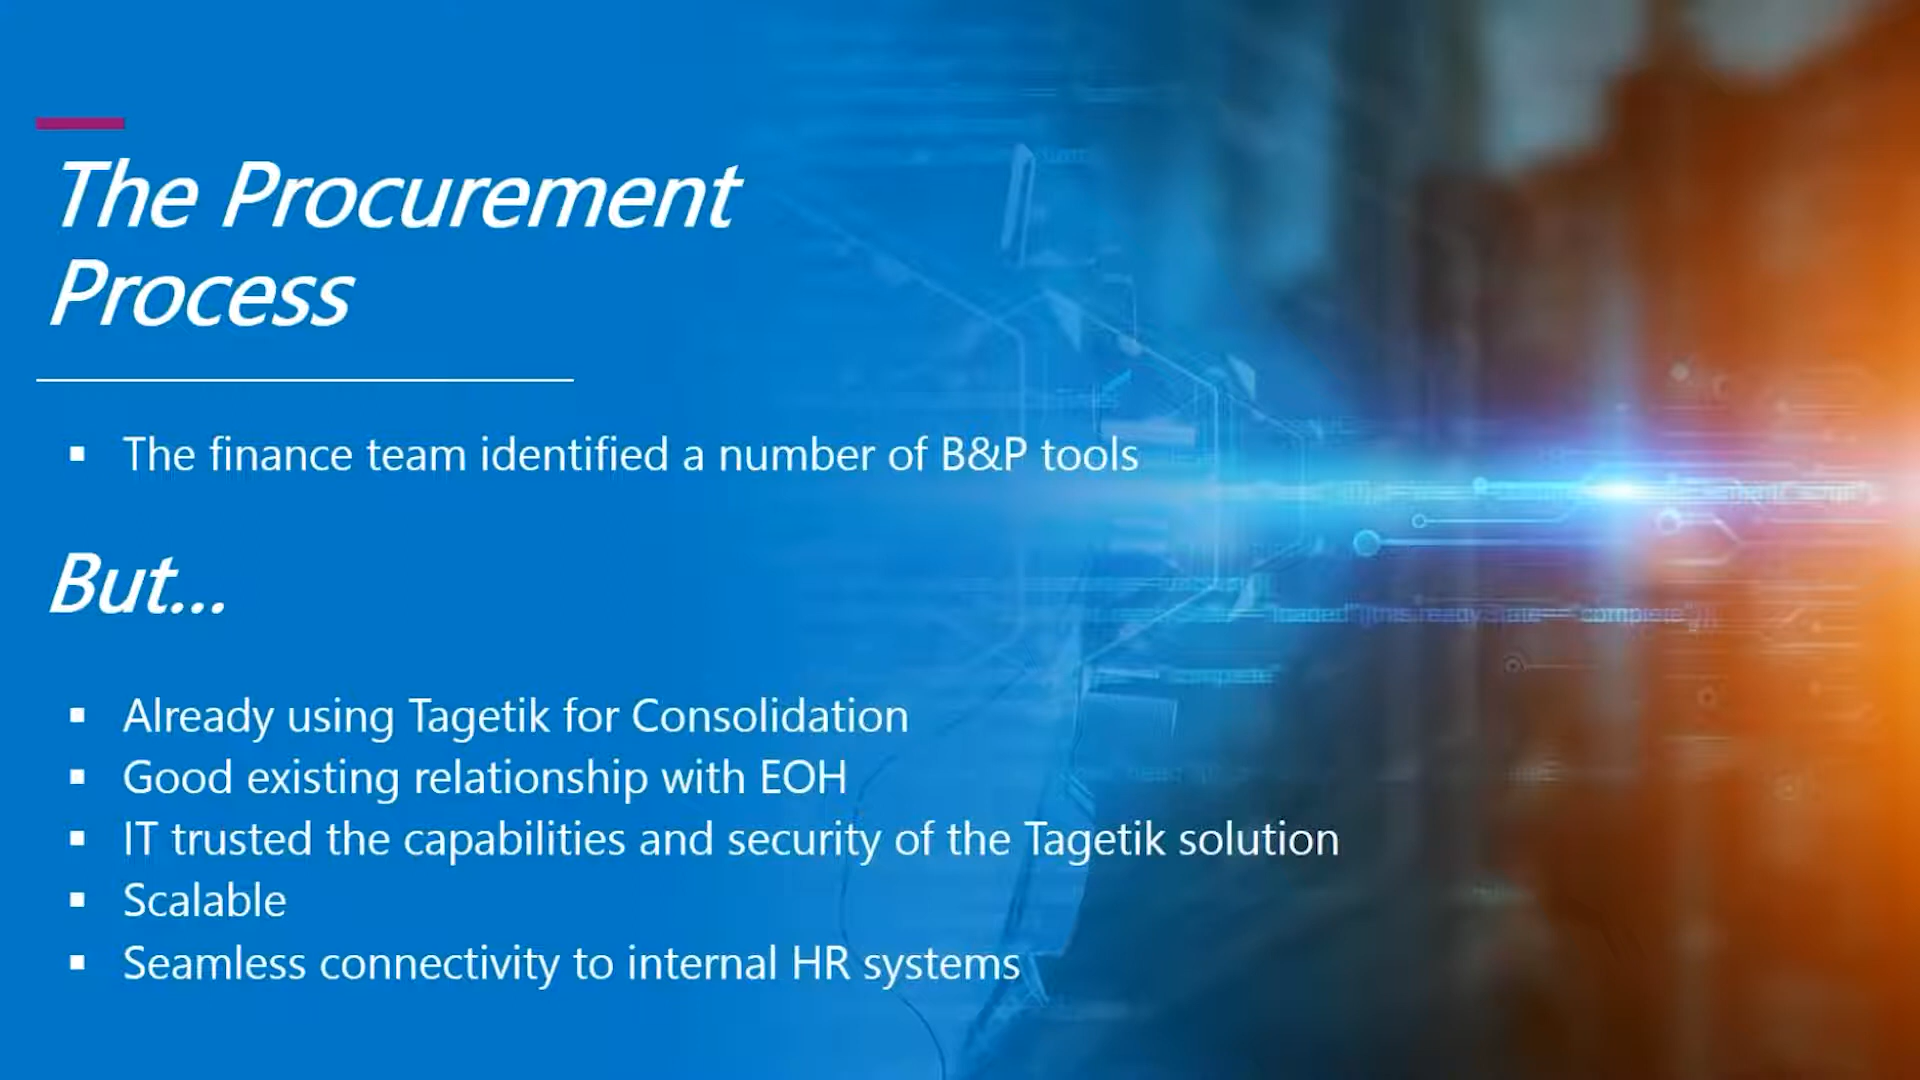 The Procurement
Process
▪ The finance team identified a number of B&P tools
But...
▪ Already using Tagetik for Consolidation
▪ Good existing relationship with EOH
▪ IT trusted the capabilities and security of the Tagetik solution
▪ Scalable
▪ Seamless connectivity to internal HR systems